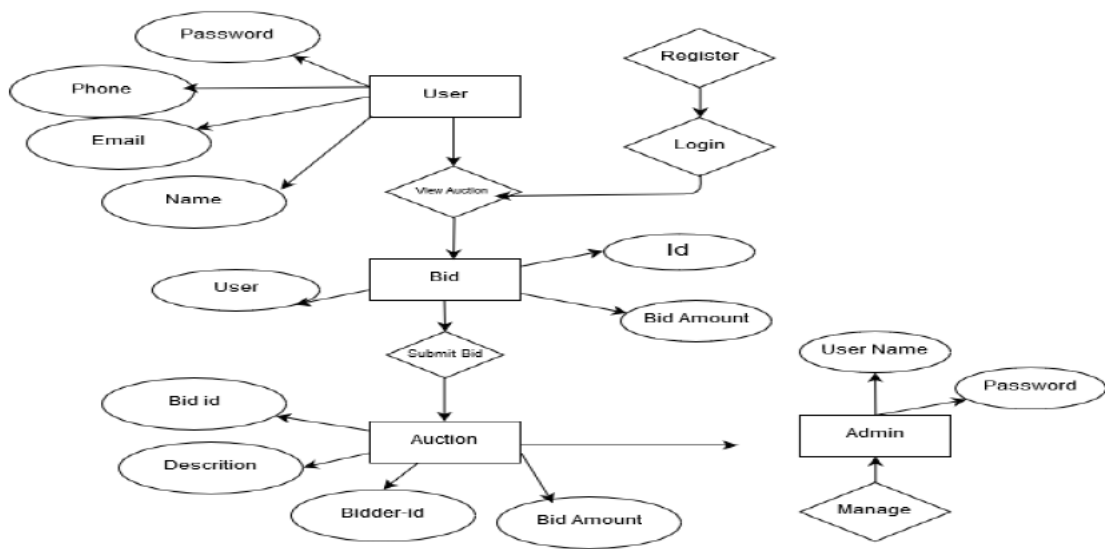 Password
Register
Phone
User
Email
Login
Name
View Auction
Id
Bid
User
Bid Amount
Submit Bid
User Name
Password
Bid id
Auction
Admin
Descrition
Bidder-id
Bid Amount
Manage